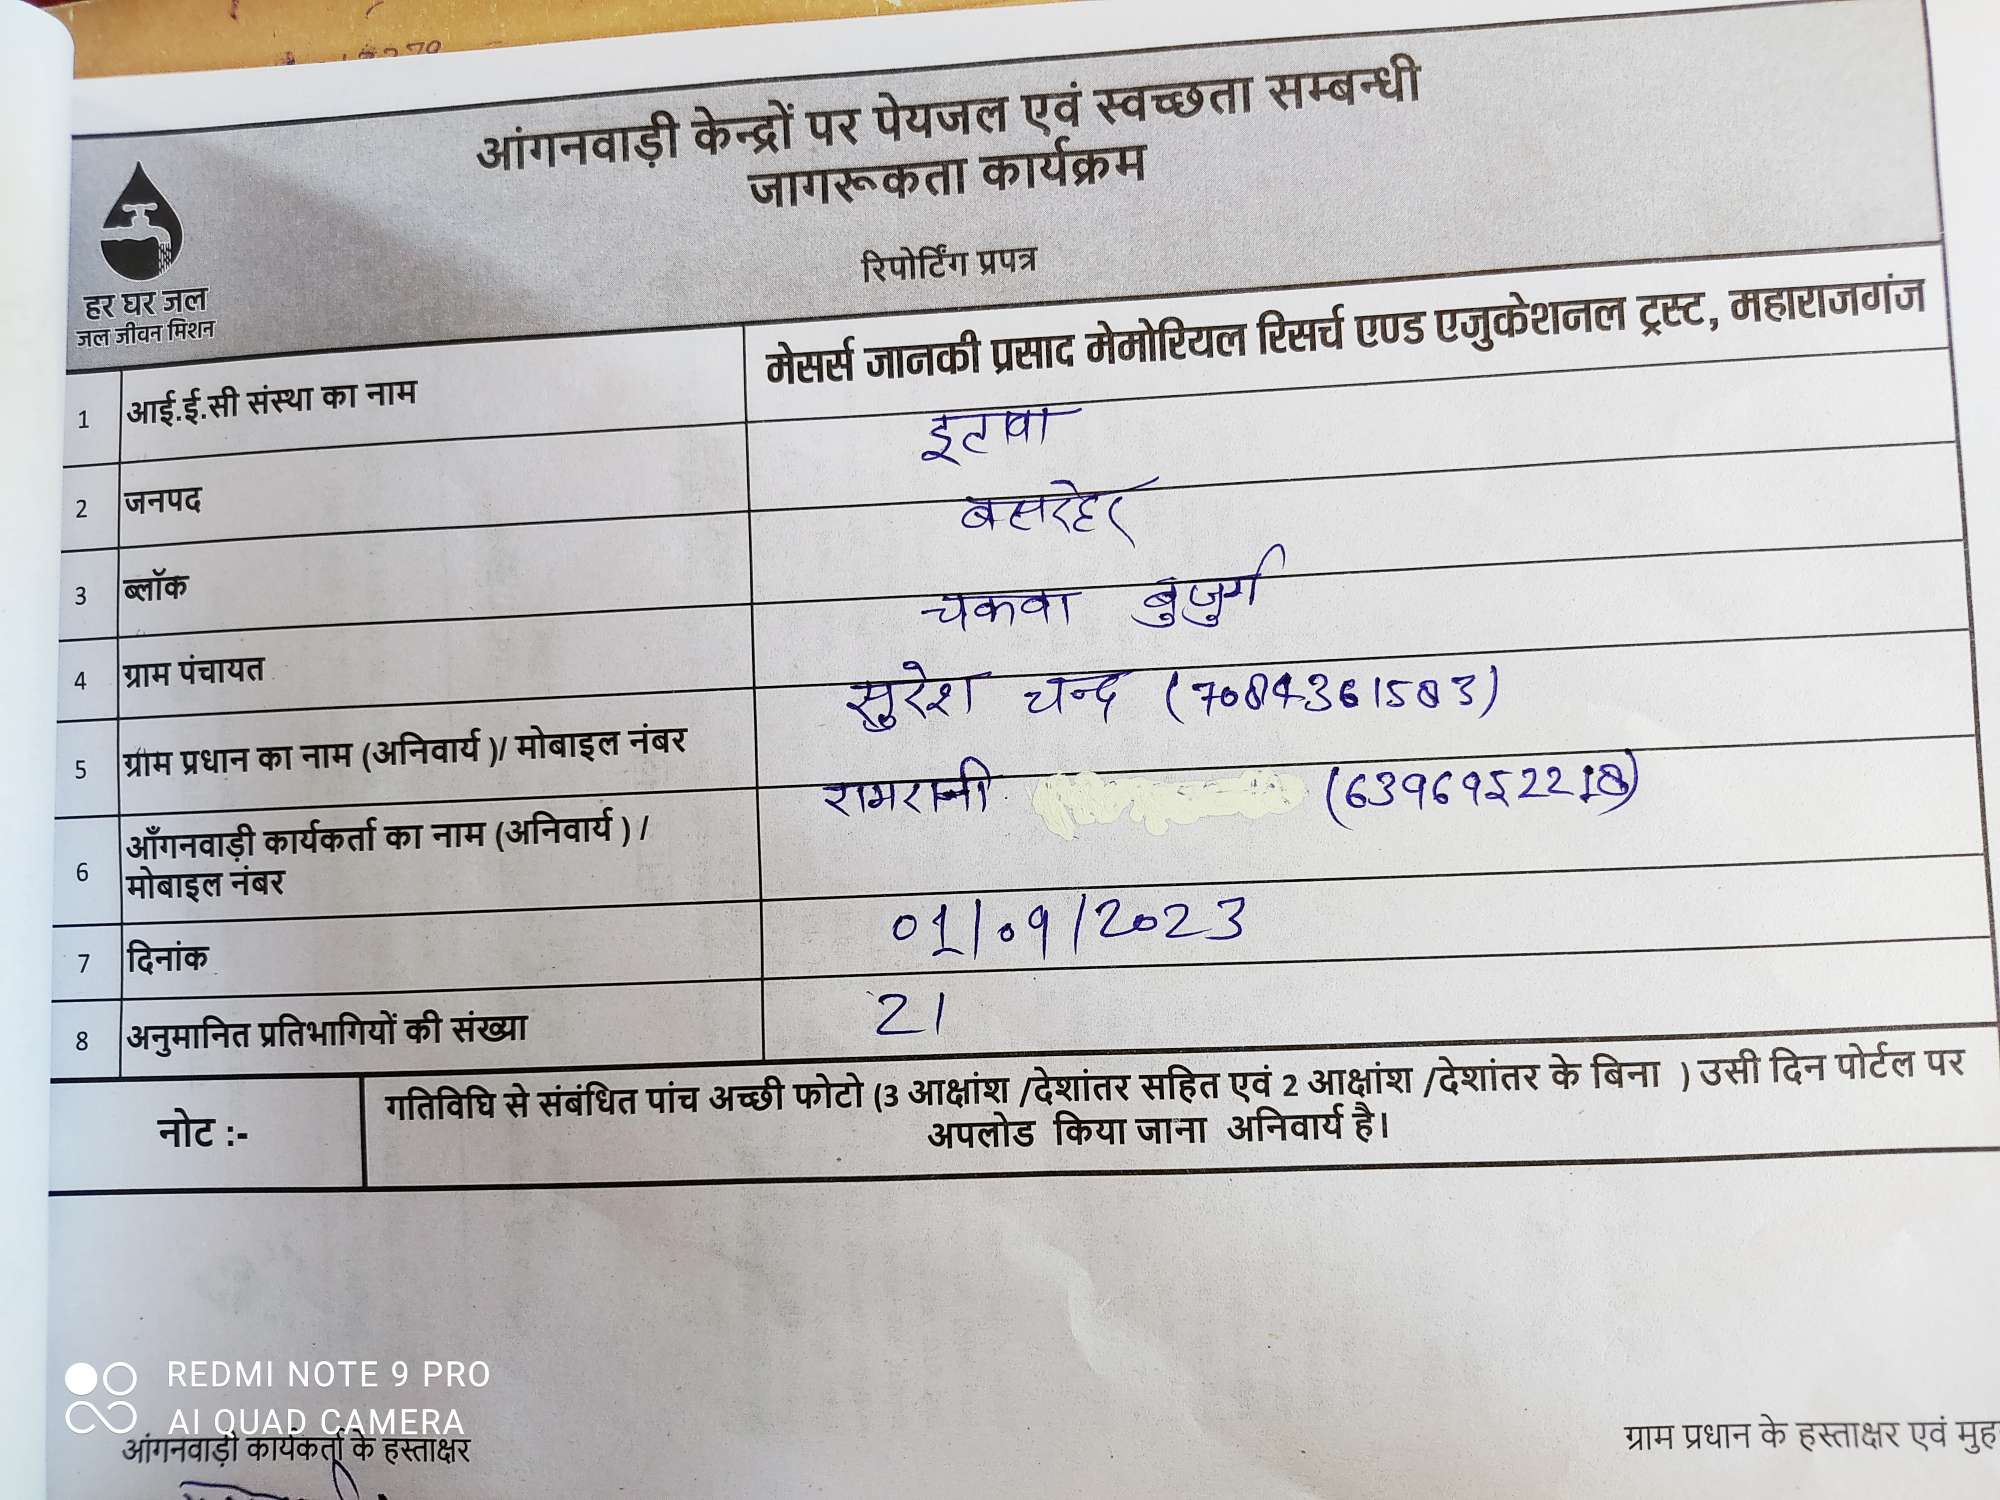 आंगनवाड़ी केन्द्रों पर पेयजल एवं स्वच्छता सम्बन्धी
जागरूकता कार्यक्रम
रिपोर्टिंग प्रपत्र
हर घर जल
जल जीवन मिशन
1 आई.ई.सी संस्था का नाम मेसर्स जानकी प्रसाद मेमोरियल रिसर्च एण्ड एजुकेशनल ट्रस्ट, महाराजगंज
2 जनपद इटावा
3 ब्लॉक बसरेहर
4 ग्राम पंचायत चकवा बुजुर्ग
5 ग्राम प्रधान का नाम (अनिवार्य )/ मोबाइल नंबर सुरेश चन्द्र (7084361583)
6 आँगनवाड़ी कार्यकर्ता का नाम (अनिवार्य ) / रामरानी (6396952218)
मोबाइल नंबर
7 दिनांक 01/09/2023
8 अनुमानित प्रतिभागियों की संख्या 21
नोट :- गतिविधि से संबंधित पांच अच्छी फोटो (3 आक्षांश /देशांतर सहित एवं 2 आक्षांश /देशांतर के बिना ) उसी दिन पोर्टल पर
अपलोड किया जाना अनिवार्य है।
REDMI NOTE 9 PRO
AI QUAD CAMERA
आंगनवाड़ी कार्यकर्ता के हस्ताक्षर
ग्राम प्रधान के हस्ताक्षर एवं मुह